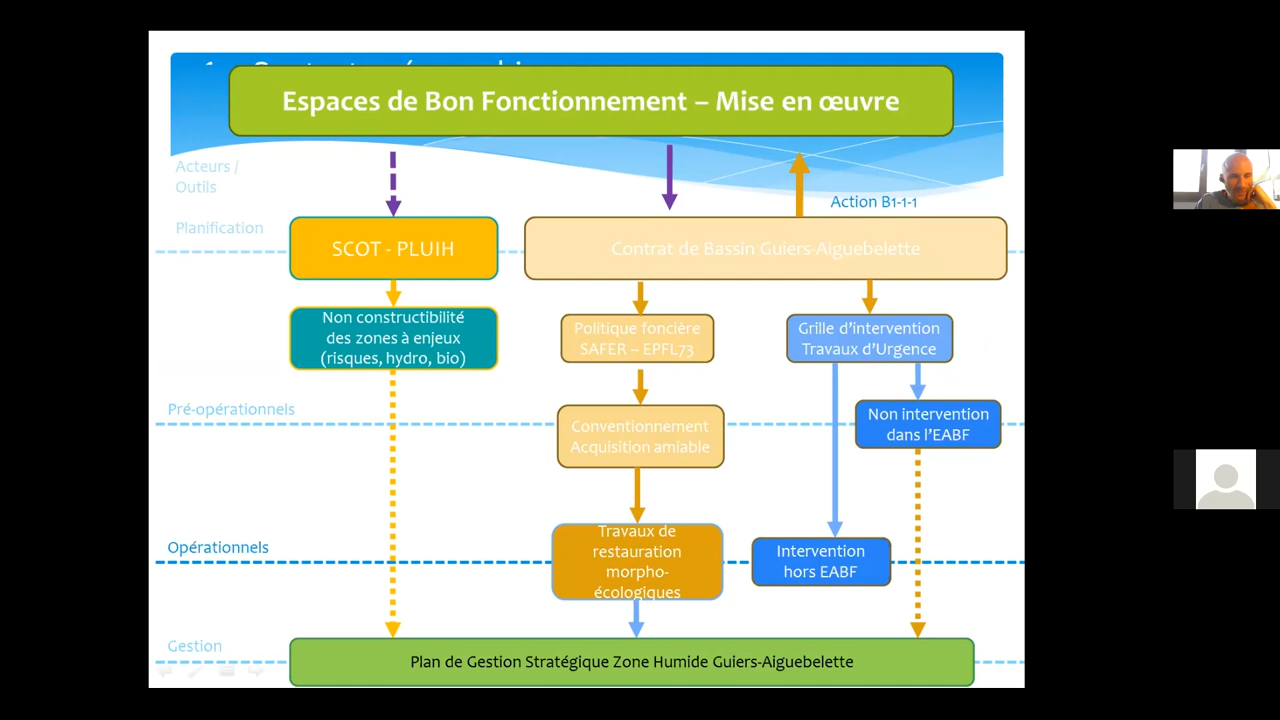 Espaces de Bon Fonctionnement – Mise en œuvre
Acteurs /
Outils
Action B1-1-1
Planification
SCOT - PLUIH
Contrat de Bassin Guiers-Aiguebelette
Non constructibilité
des zones à enjeux
(risques, hydro, bio)
Politique foncière
SAFER – EPFL73
Grille d’intervention
Travaux d’Urgence
Pré-opérationnels
Conventionnement
Acquisition amiable
Non intervention
dans l’EABF
Opérationnels
Travaux de
restauration
morpho-
écologiques
Intervention
hors EABF
Gestion
Plan de Gestion Stratégique Zone Humide Guiers-Aiguebelette